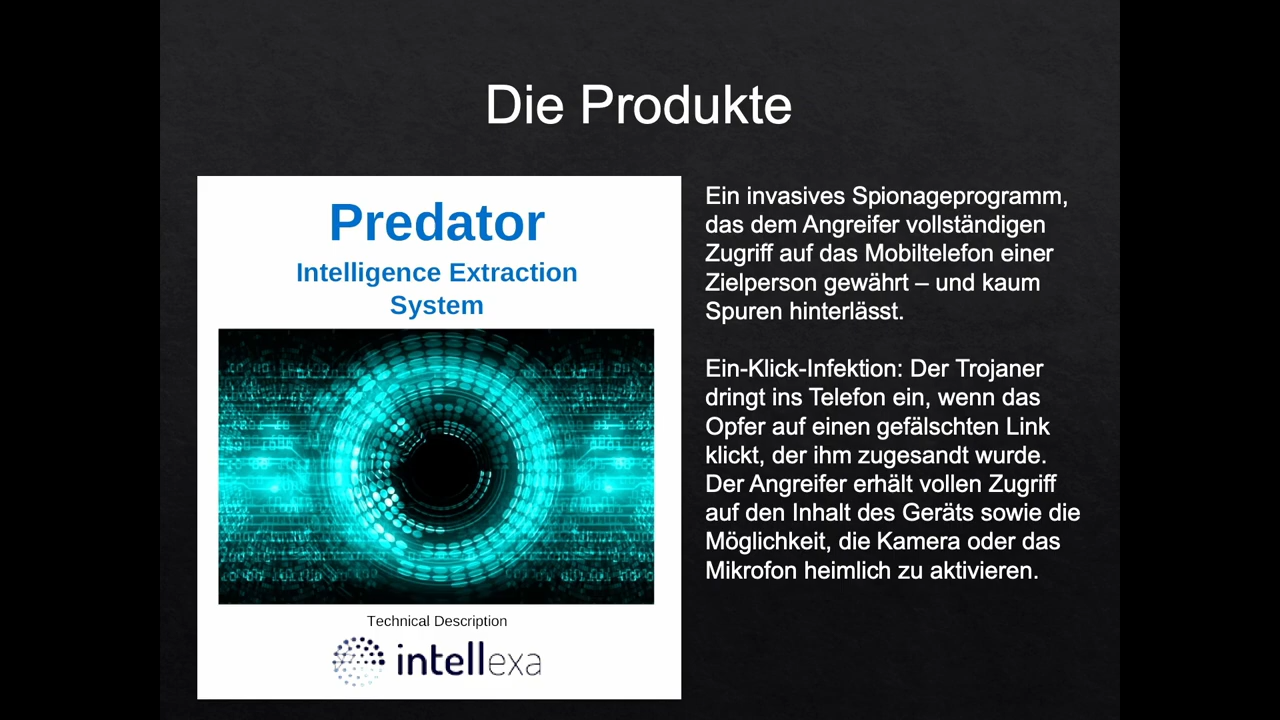 Die Produkte
Predator
Intelligence Extraction
System
Technical Description
intellexa
Ein invasives Spionageprogramm,
das dem Angreifer vollständigen
Zugriff auf das Mobiltelefon einer
Zielperson gewährt – und kaum
Spuren hinterlässt.
Ein-Klick-Infektion: Der Trojaner
dringt ins Telefon ein, wenn das
Opfer auf einen gefälschten Link
klickt, der ihm zugesandt wurde.
Der Angreifer erhält vollen Zugriff
auf den Inhalt des Geräts sowie die
Möglichkeit, die Kamera oder das
Mikrofon heimlich zu aktivieren.